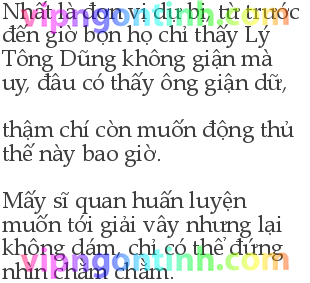 Nhất là đơn vị dự bị, từ trước
đến giờ bọn họ chỉ thấy Lý
Tông Dũng không giận mà
uy, đâu có thấy ông giận dữ,
thậm chí còn muốn động thủ
thế này bao giờ.
Mấy sĩ quan huấn luyện
muốn tới giải vây nhưng lại
không dám, chỉ có thể đứng
nhìn chằm chằm.
vipngontinh.com
vipngontinh.com